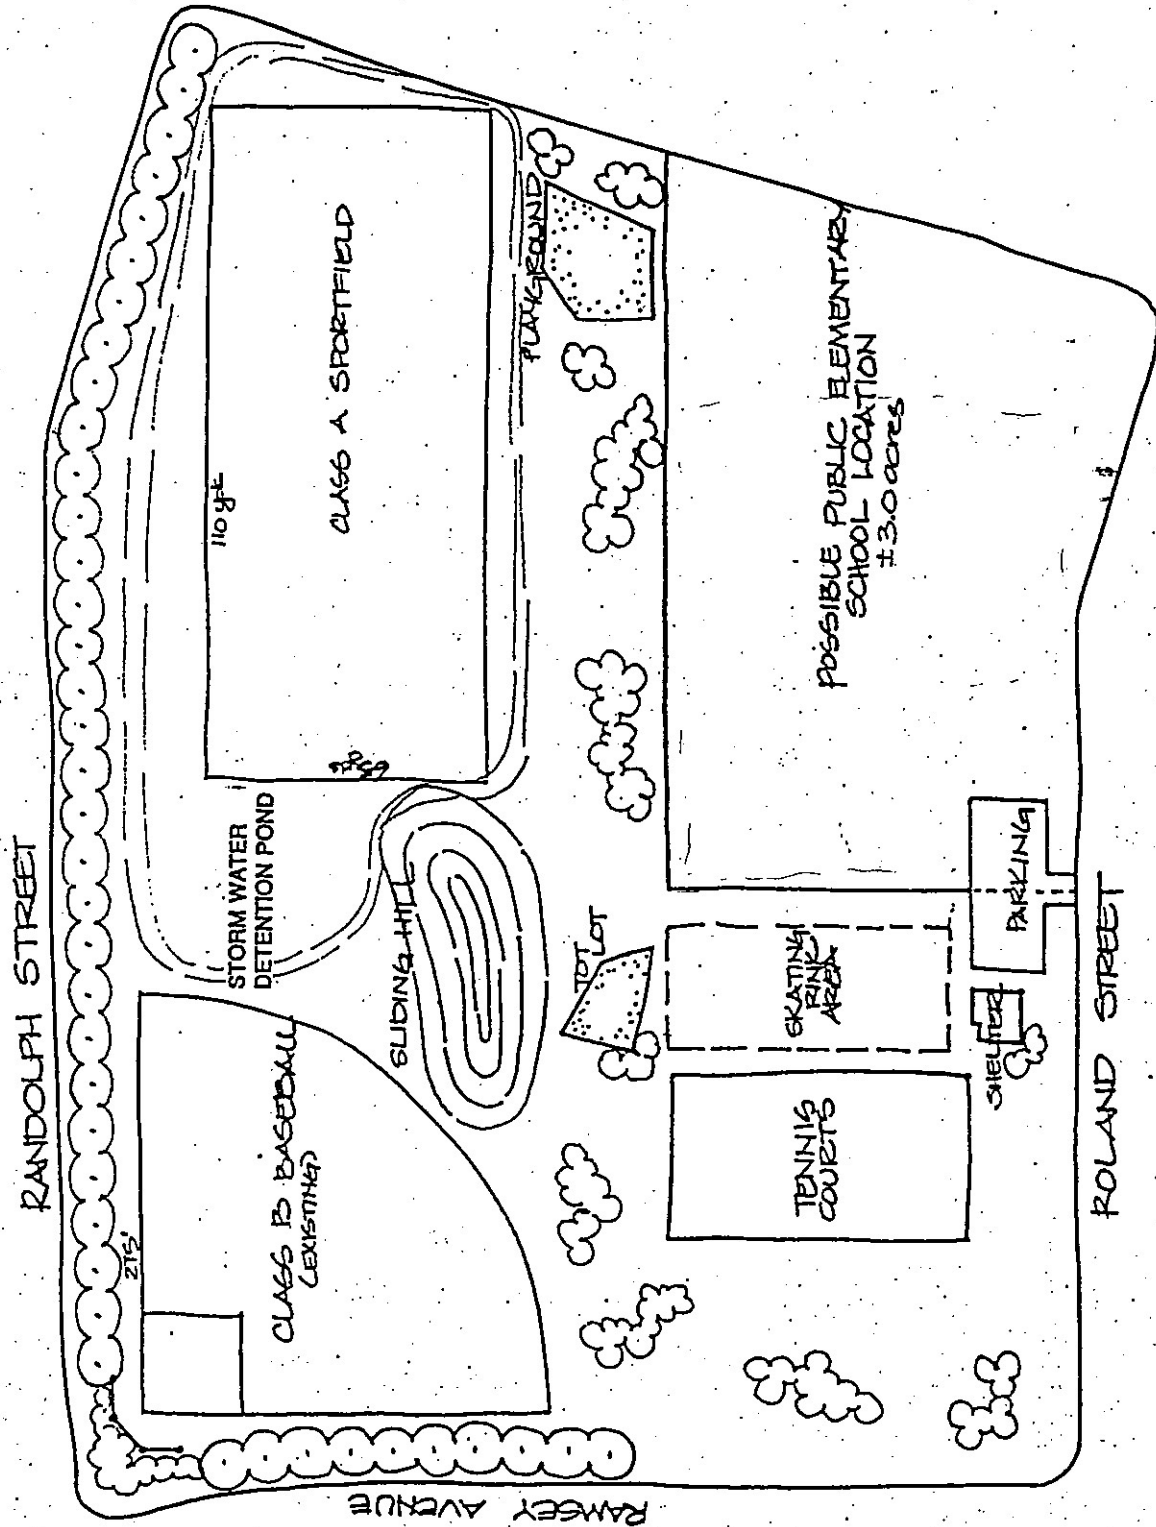 RANDOLPH STREET
275'
CLASS B BASEBALL
(EXISTING)
STORM WATER
DETENTION POND
SLIDING HILL
110 yd
CLASS A SPORTFIELD
PLAYGROUND
TOT
LOT
RAMSEY AVENUE
TENNIS
COURTS
SKATING
RINK
AREA
SHELTER
PARKING
POSSIBLE PUBLIC ELEMENTARY
SCHOOL LOCATION
±3.0 acres
ROLAND STREET